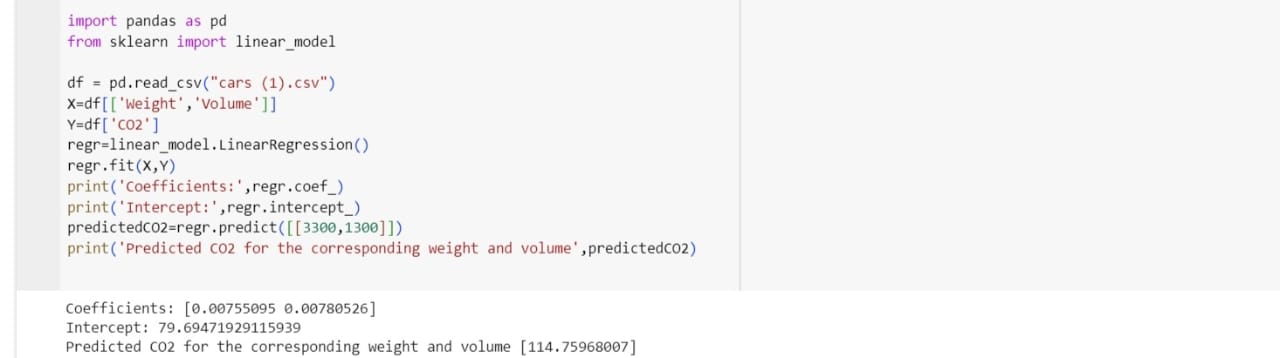 import pandas as pd
from sklearn import linear_model
df = pd.read_csv("cars (1).csv")
X=df[['Weight','Volume']]
Y=df['CO2']
regr=linear_model.LinearRegression()
regr.fit(X,Y)
print('Coefficients:',regr.coef_)
print('Intercept:',regr.intercept_)
predictedCO2=regr.predict([[3300,1300]])
print('Predicted CO2 for the corresponding weight and volume',predictedCO2)
Coefficients: [0.00755095 0.00780526]
Intercept: 79.69471929115939
Predicted CO2 for the corresponding weight and volume [114.75968007]